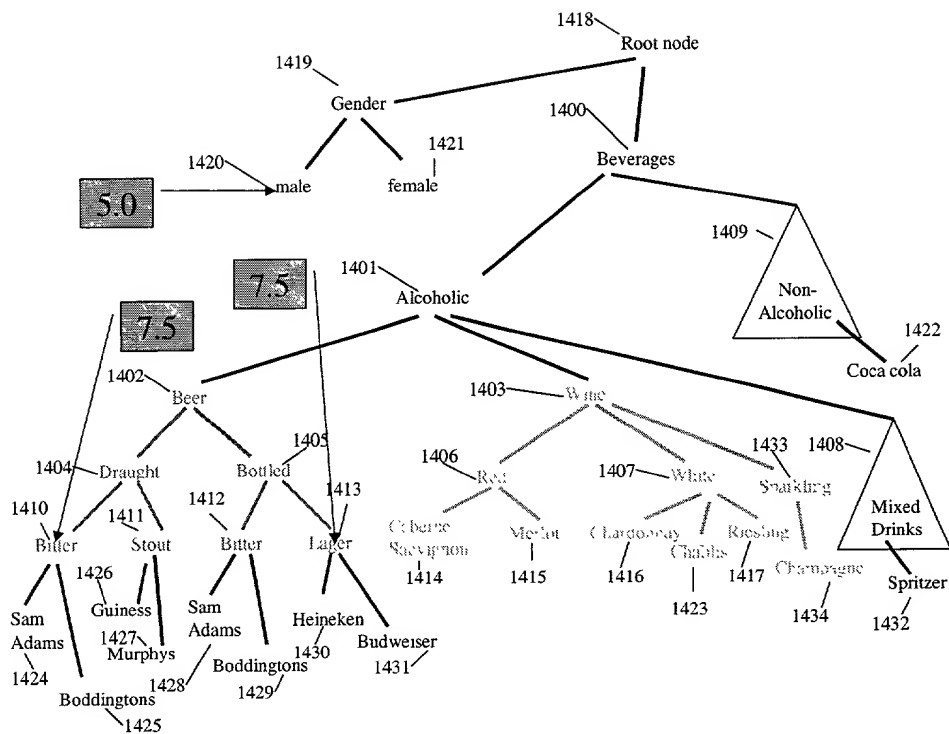 1418
Root node
1419
Gender
1400
1420
1421
Beverages
male
female
5.0
1409
1401
7.5
Alcoholic
Non-
Alcoholic
7.5
1422
Coca cola
1402
1403
Wine
Beer
1405
1433
1408
1404
1406
1407
Draught
Bottled
Red
White
Sparkling
1410
1412
1413
1411
Mixed
Drinks
Bitter
Stout
Bitter
Lager
Caberne
Sauvignon
Merlot
Chardonnay
Chablis
Riesling
Champagne
1426
1414
1415
1416
1417
1423
1434
Spritzer
1432
Guiness
Sam
Adams
Sam
Adams
Heineken
1430
Budweiser
1431
1427
Murphys
1424
1428
Boddingtons
1429
Boddingtons
1425